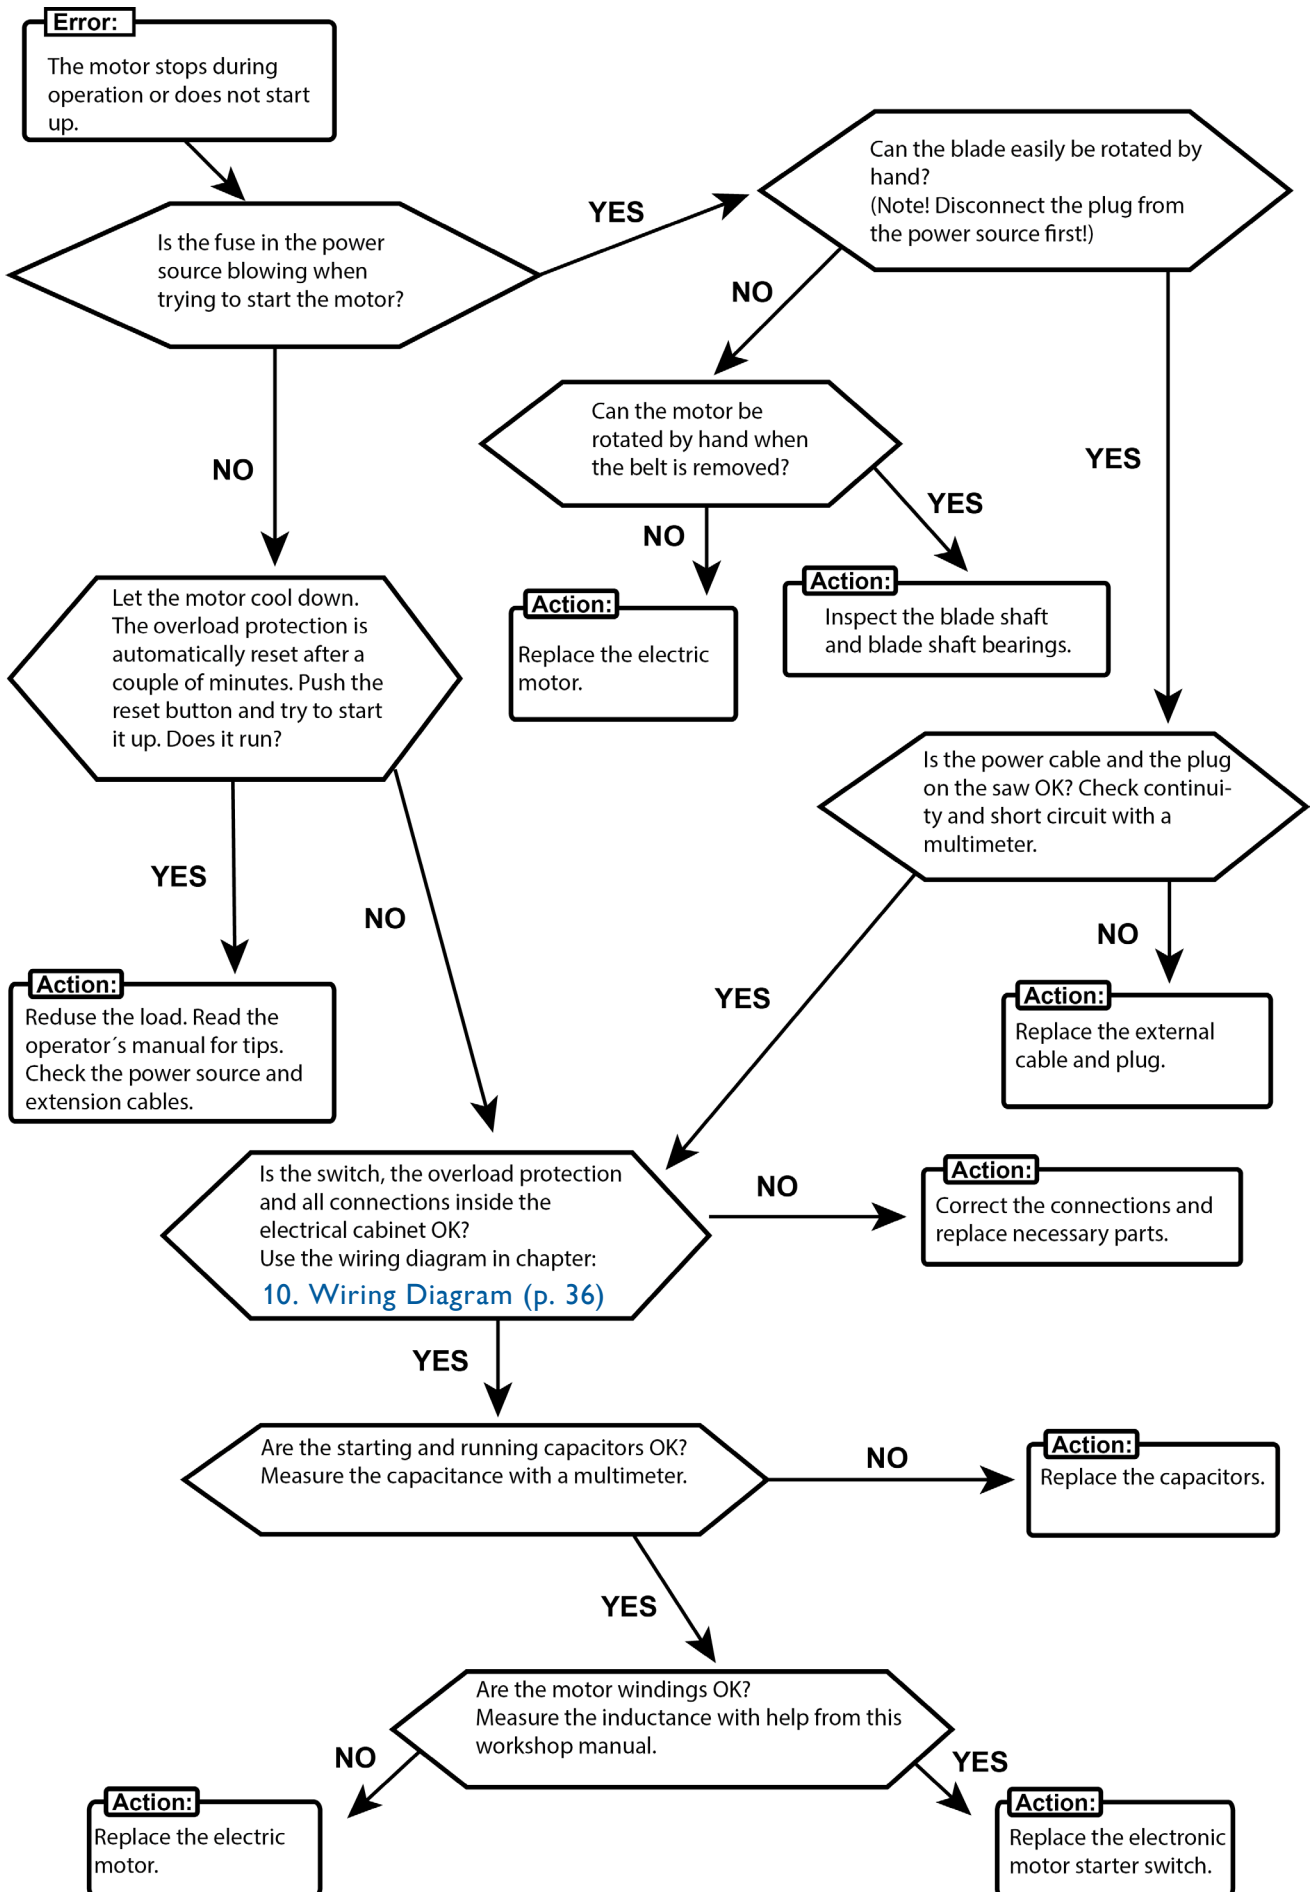 Error:
The motor stops during
operation or does not start
up.
Is the fuse in the power
source blowing when
trying to start the motor?
YES
Can the blade easily be rotated by
hand?
(Note! Disconnect the plug from
the power source first!)
NO
Can the motor be
rotated by hand when
the belt is removed?
YES
NO
YES
NO
Action:
Replace the electric
motor.
Action:
Inspect the blade shaft
and blade shaft bearings.
Let the motor cool down.
The overload protection is
automatically reset after a
couple of minutes. Push the
reset button and try to start
it up. Does it run?
Is the power cable and the plug
on the saw OK? Check continui-
ty and short circuit with a
multimeter.
YES
NO
NO
YES
Action:
Reduse the load. Read the
operator´s manual for tips.
Check the power source and
extension cables.
Action:
Replace the external
cable and plug.
Is the switch, the overload protection
and all connections inside the
electrical cabinet OK?
Use the wiring diagram in chapter:
10. Wiring Diagram (p. 36)
NO
Action:
Correct the connections and
replace necessary parts.
YES
Are the starting and running capacitors OK?
Measure the capacitance with a multimeter.
NO
Action:
Replace the capacitors.
YES
Are the motor windings OK?
Measure the inductance with help from this
workshop manual.
NO
YES
Action:
Replace the electric
motor.
Action:
Replace the electronic
motor starter switch.